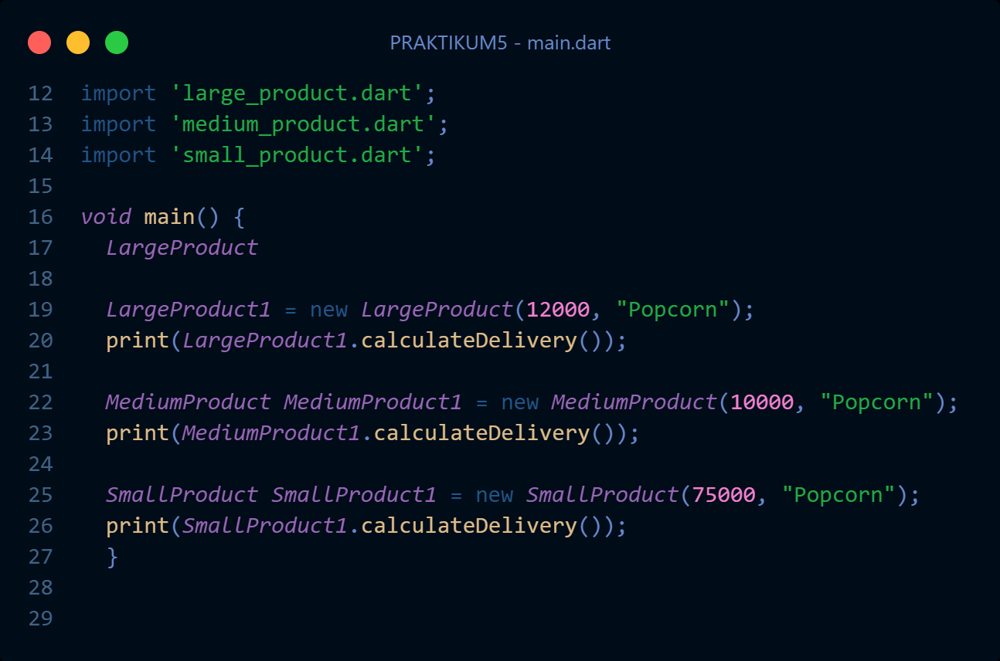 PRAKTIKUM5 - main.dart
12 import 'large_product.dart';
13 import 'medium_product.dart';
14 import 'small_product.dart';
15
16 void main() {
17   LargeProduct
18
19   LargeProduct1 = new LargeProduct(12000, "Popcorn");
20   print(LargeProduct1.calculateDelivery());
21
22   MediumProduct MediumProduct1 = new MediumProduct(10000, "Popcorn");
23   print(MediumProduct1.calculateDelivery());
24
25   SmallProduct SmallProduct1 = new SmallProduct(75000, "Popcorn");
26   print(SmallProduct1.calculateDelivery());
27   }
28
29